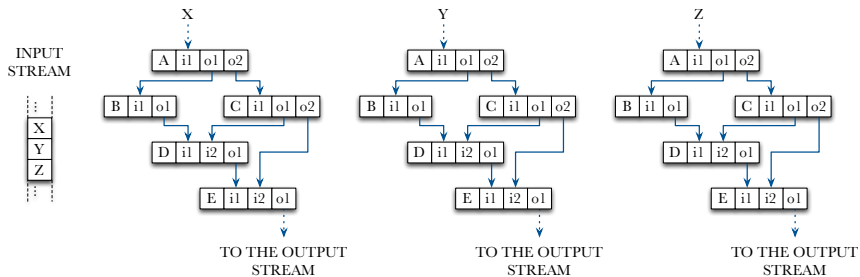 X Y Z
INPUT
STREAM
A i1 o1 o2 A i1 o1 o2 A i1 o1 o2
B i1 o1 C i1 o1 o2 B i1 o1 C i1 o1 o2 B i1 o1 C i1 o1 o2
...
X
Y
Z
...
D i1 i2 o1 D i1 i2 o1 D i1 i2 o1
E i1 i2 o1 E i1 i2 o1 E i1 i2 o1
TO THE OUTPUT
STREAM
TO THE OUTPUT
STREAM
TO THE OUTPUT
STREAM